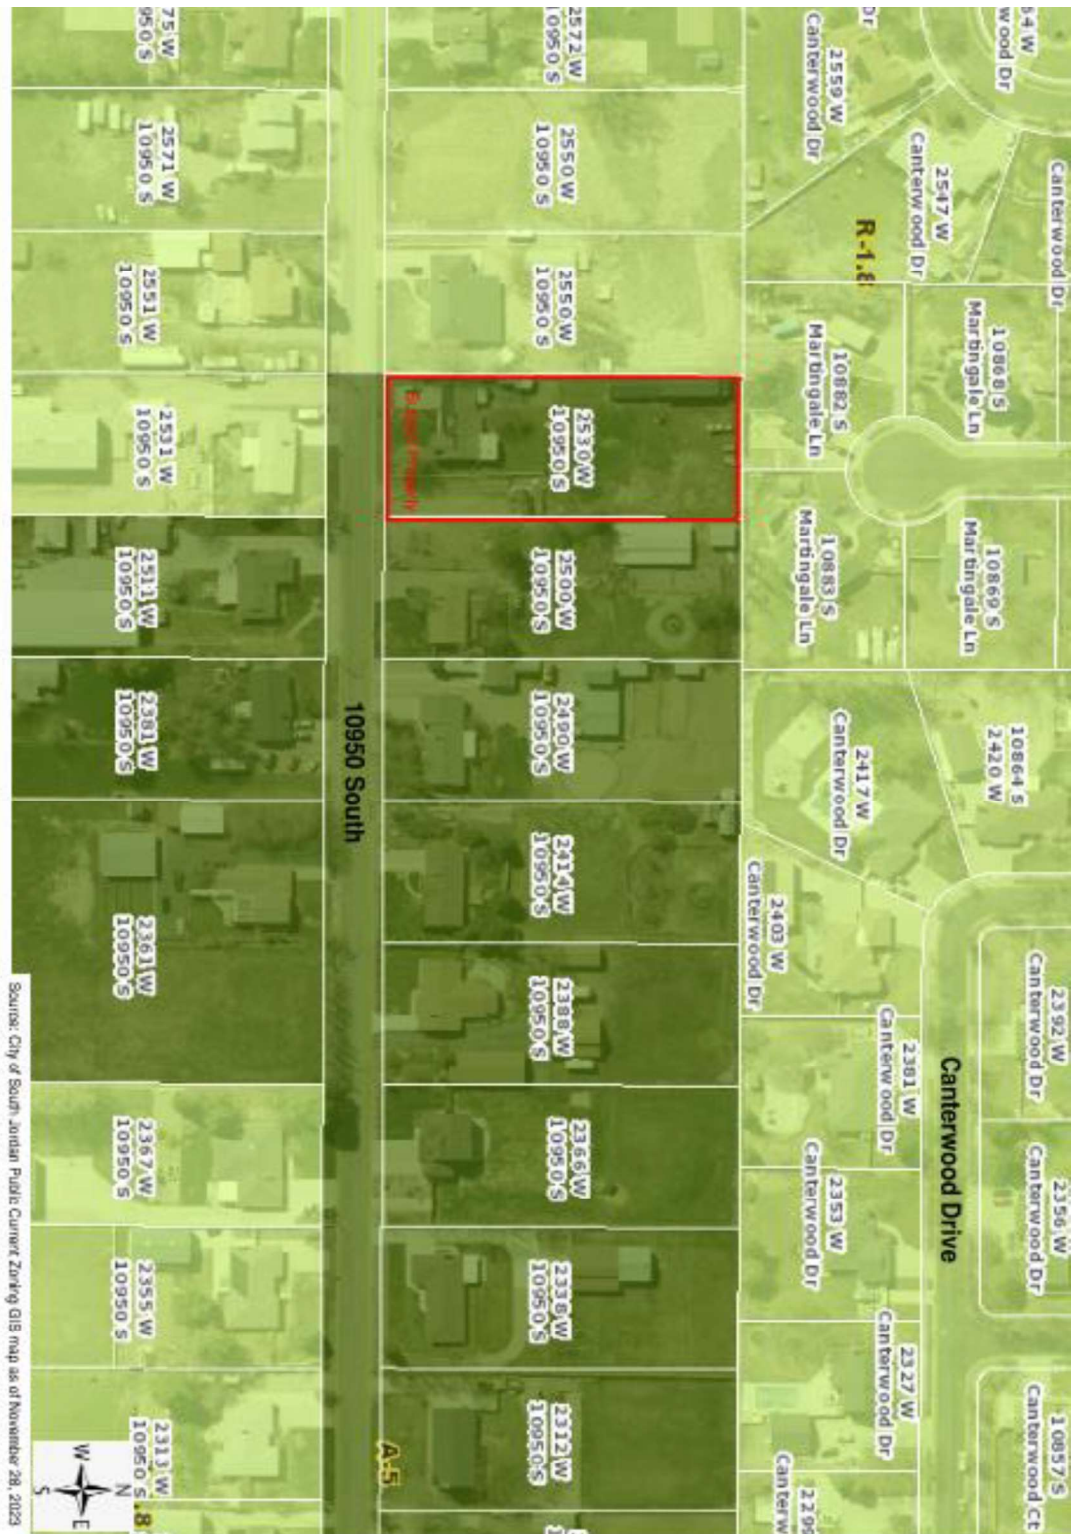 wood Dr
Canterwood Dr
10868 S
Martingale Ln
10869 S
Martingale Ln
10864 S
2420 W
2392 W
Canterwood Dr
2356 W
Canterwood Dr
10857 S
Canterwood Ct
Dr
2559 W
Canterwood Dr
2547 W
Canterwood Dr
R-1.8
10882 S
Martingale Ln
10883 S
Martingale Ln
2417 W
Canterwood Dr
2403 W
Canterwood Dr
2381 W
Canterwood Dr
Canterwood Drive
2353 W
Canterwood Dr
2327 W
Canterwood Dr
2299
Canterw
2572 W
10950 S
2550 W
10950 S
2550 W
10950 S
2530 W
10950 S
2500 W
10950 S
2490 W
10950 S
2414 W
10950 S
2388 W
10950 S
2366 W
10950 S
2338 W
10950 S
2312 W
10950 S
Property
A-5
10950 South
75 W
950 S
2571 W
10950 S
2551 W
10950 S
2531 W
10950 S
2511 W
10950 S
2381 W
10950 S
2361 W
10950 S
2367 W
10950 S
2355 W
10950 S
2313 W
10950 S
.8
N
W
E
S
Source: City of South Jordan Public Current Zoning GIS map as of November 28, 2023